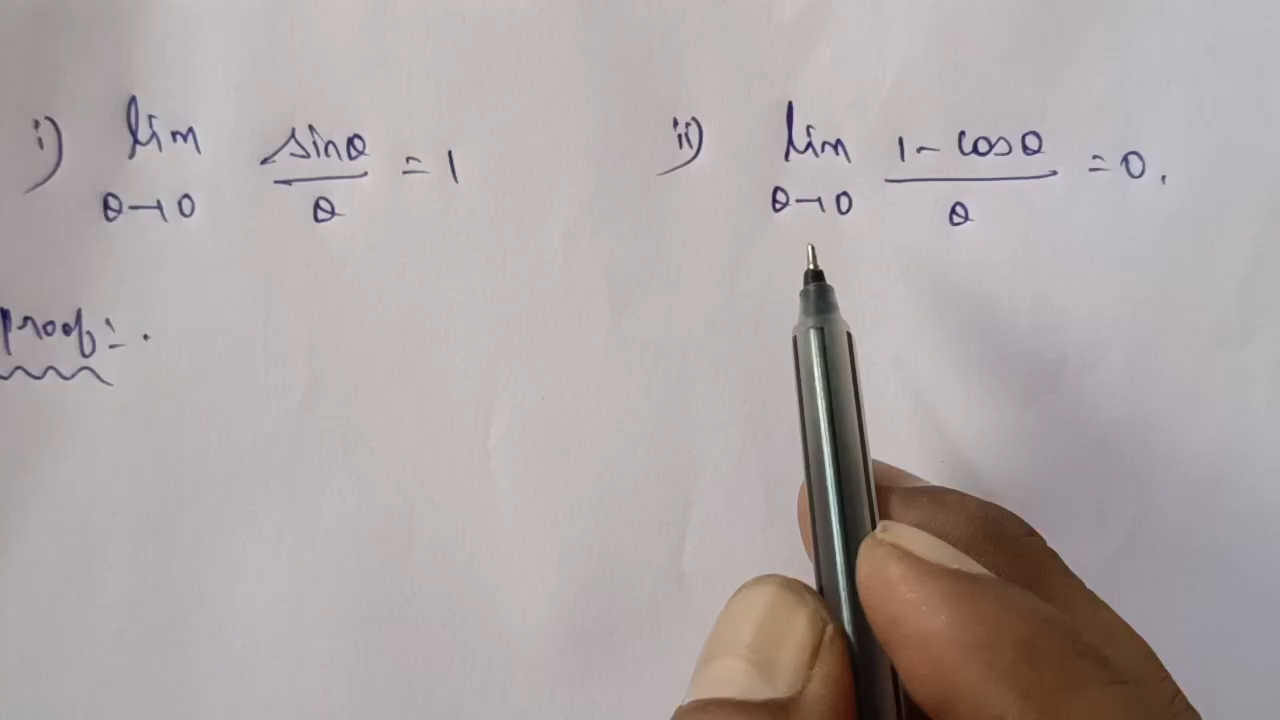 i) lim θ→0 sinθ/θ = 1
ii) lim θ→0 1 - cosθ/θ = 0.
proof:-.